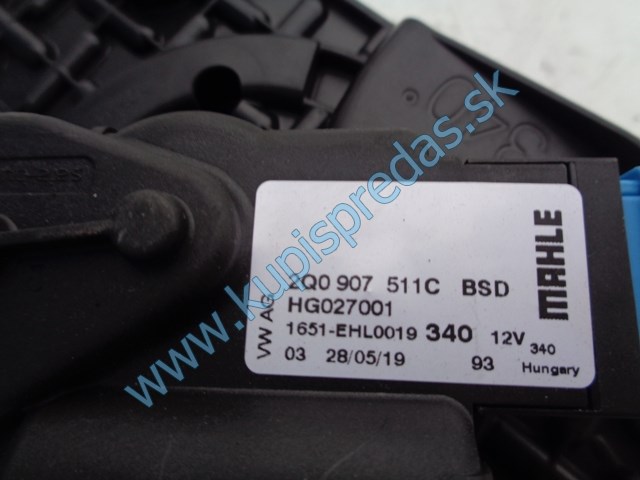 VW AG
2Q0 907 511C BSD
HG027001
1651-EHL0019 340 12V 340
03 28/05/19 93 Hungary
MAHLE
www.kupispredas.sk